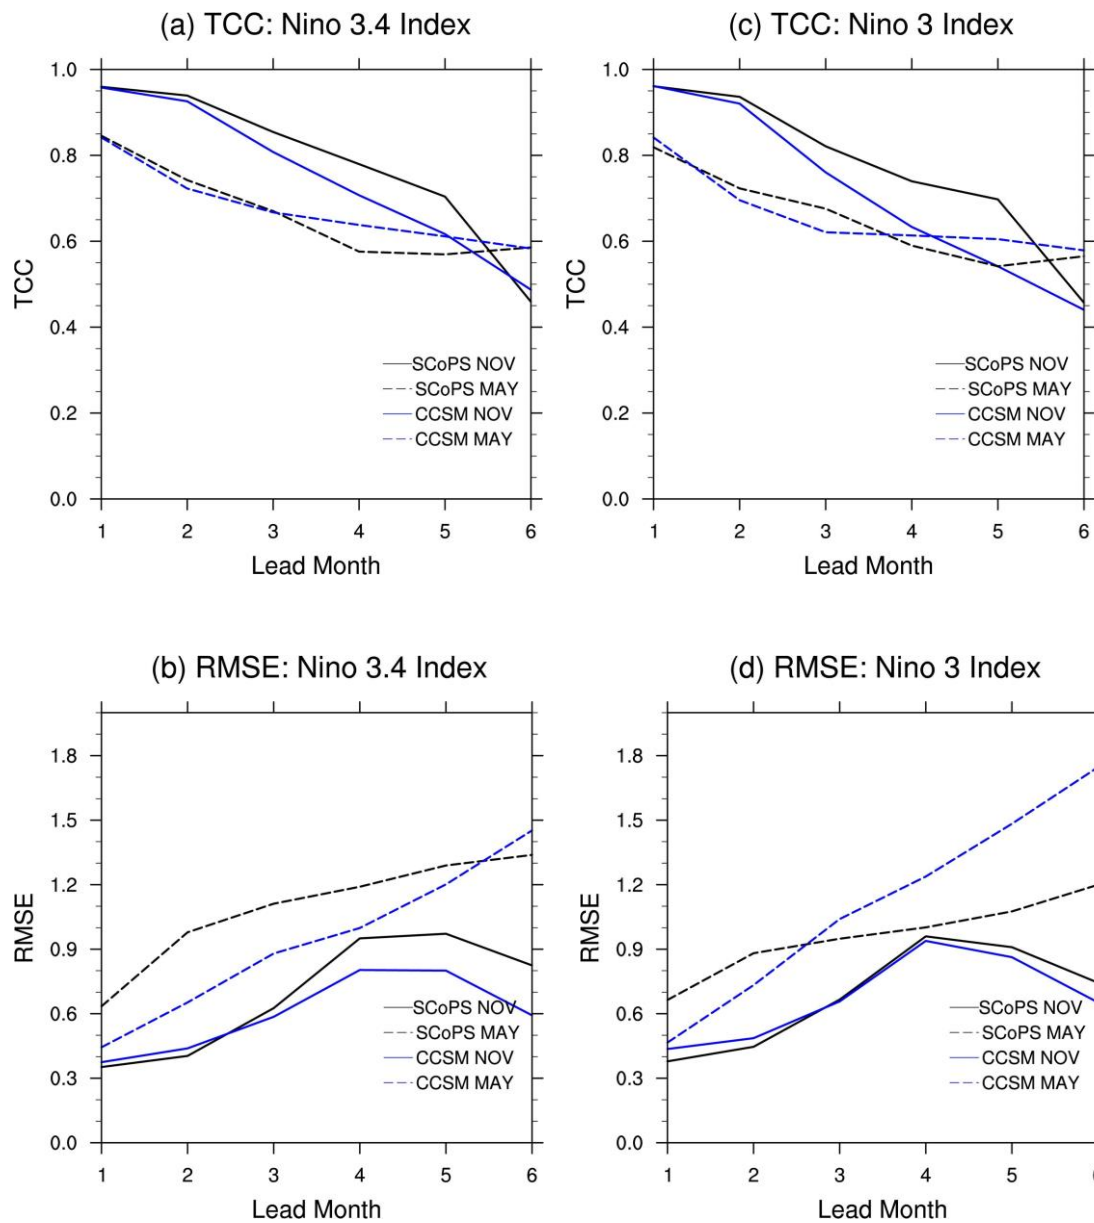 (a) TCC: Nino 3.4 Index
1.0
0.8
0.6
0.4
0.2
0.0
TCC
SCoPS NOV
SCoPS MAY
CCSM NOV
CCSM MAY
1 2 3 4 5 6
Lead Month
(c) TCC: Nino 3 Index
1.0
0.8
0.6
0.4
0.2
0.0
TCC
SCoPS NOV
SCoPS MAY
CCSM NOV
CCSM MAY
1 2 3 4 5 6
Lead Month
(b) RMSE: Nino 3.4 Index
1.8
1.5
1.2
0.9
0.6
0.3
0.0
RMSE
SCoPS NOV
SCoPS MAY
CCSM NOV
CCSM MAY
1 2 3 4 5 6
Lead Month
(d) RMSE: Nino 3 Index
1.8
1.5
1.2
0.9
0.6
0.3
0.0
RMSE
SCoPS NOV
SCoPS MAY
CCSM NOV
CCSM MAY
1 2 3 4 5 6
Lead Month